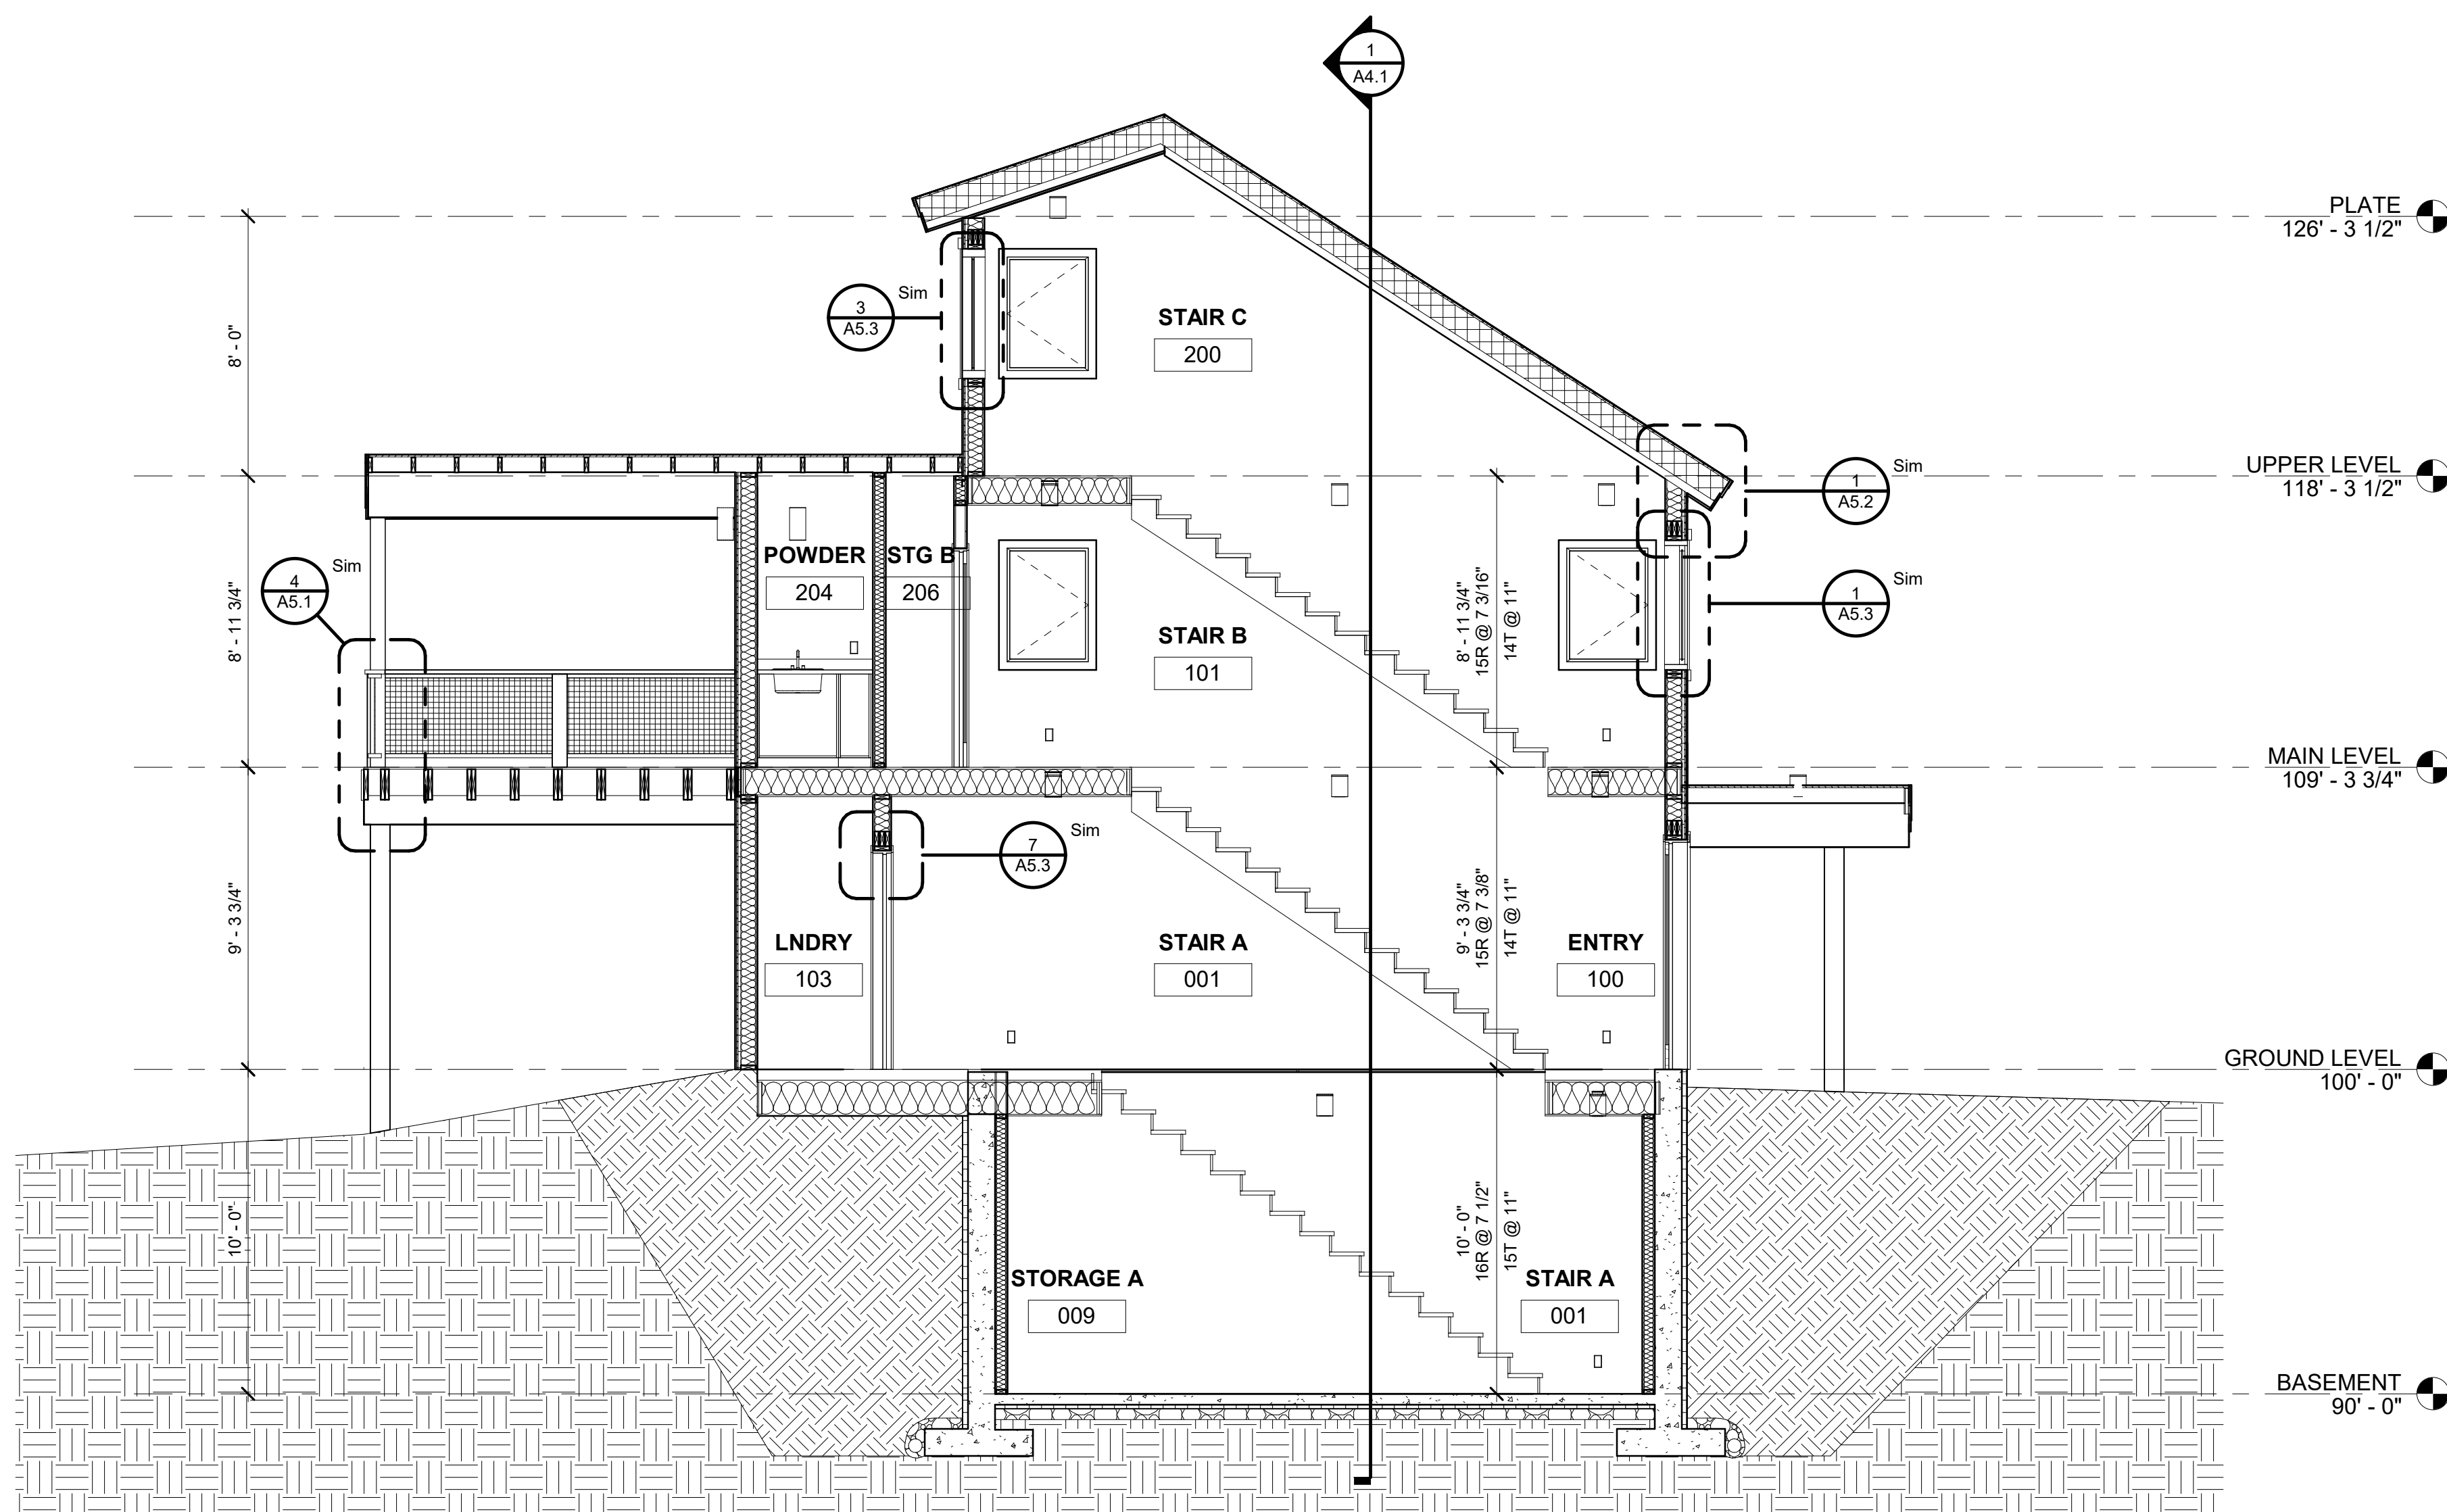 1
A4.1
PLATE
126' - 3 1/2"
3
A5.3
Sim
STAIR C
200
8' - 0"
UPPER LEVEL
118' - 3 1/2"
1
A5.2
Sim
POWDER
204
STG B
206
4
A5.1
Sim
1
A5.3
Sim
STAIR B
101
8' - 11 3/4"
8' - 11 3/4"
15R @ 7 3/16"
14T @ 11"
MAIN LEVEL
109' - 3 3/4"
7
A5.3
Sim
9' - 3 3/4"
LNDRY
103
STAIR A
001
9' - 3 3/4"
15R @ 7 3/8"
14T @ 11"
ENTRY
100
GROUND LEVEL
100' - 0"
10' - 0"
STORAGE A
009
10' - 0"
16R @ 7 1/2"
15T @ 11"
STAIR A
001
BASEMENT
90' - 0"